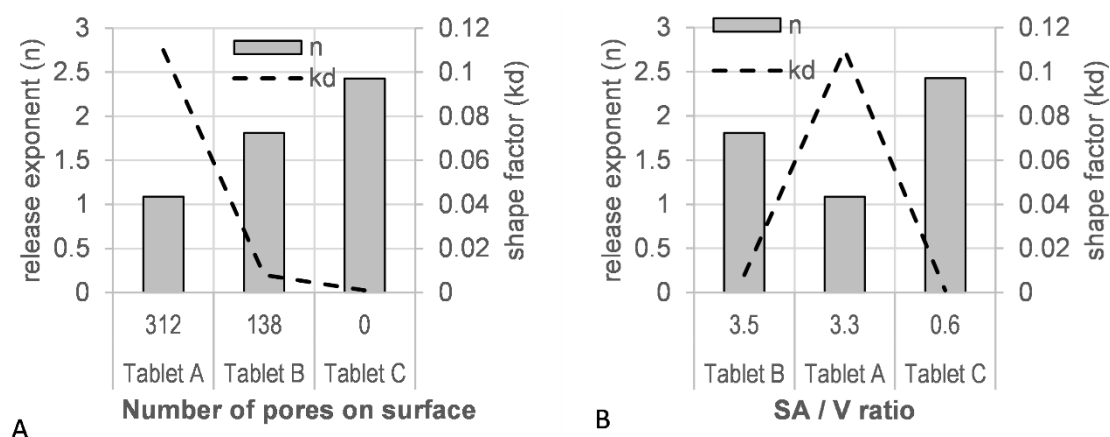 3
2.5
2
1.5
1
0.5
0
release exponent (n)
n
kd
0.12
0.1
0.08
0.06
0.04
0.02
0
shape factor (kd)
312 138 0
Tablet A Tablet B Tablet C
Number of pores on surface
A
3
2.5
2
1.5
1
0.5
0
release exponent (n)
n
kd
0.12
0.1
0.08
0.06
0.04
0.02
0
shape factor (kd)
3.5 3.3 0.6
Tablet B Tablet A Tablet C
SA / V ratio
B